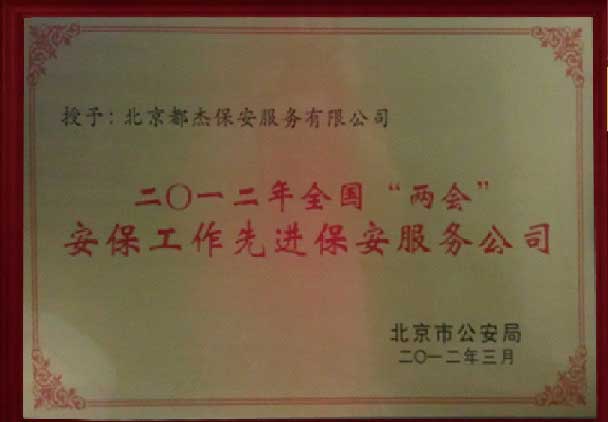 授予：北京都杰保安服务有限公司
二〇一二年全国“两会”
安保工作先进保安服务公司
北京市公安局
二〇一二年三月